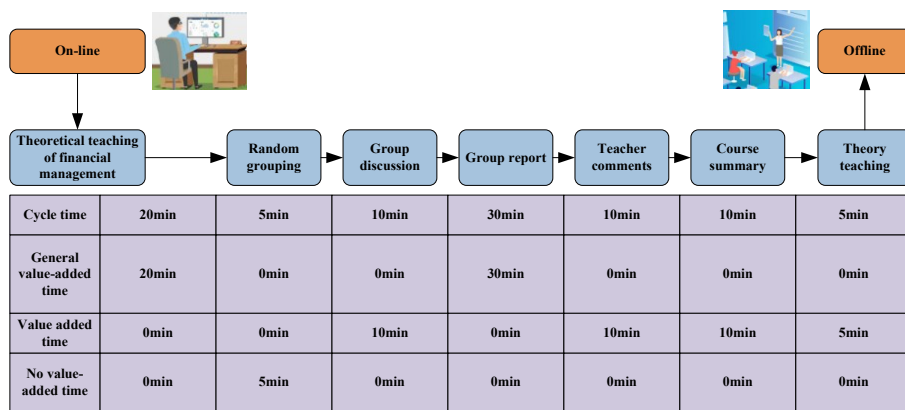 On-line
Offline
Theoretical teaching
of financial
management
Random
grouping
Group
discussion
Group report
Teacher
comments
Course
summary
Theory
teaching
Cycle time
20min
5min
10min
30min
10min
10min
5min
General
value-added
time
20min
0min
0min
30min
0min
0min
0min
Value added
time
0min
0min
10min
0min
10min
10min
5min
No value-
added time
0min
5min
0min
0min
0min
0min
0min